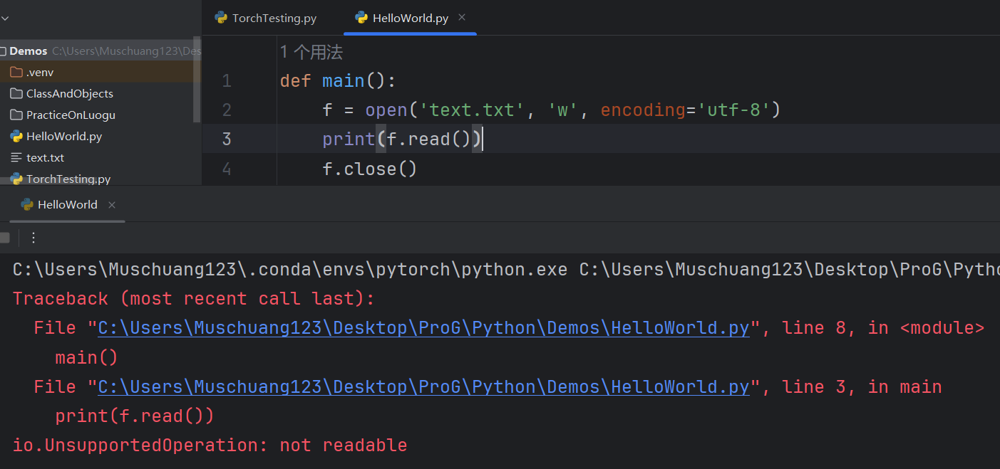 TorchTesting.py
HelloWorld.py
Demos C:\Users\Muschuang123\Des
.venv
ClassAndObjects
PracticeOnLuogu
HelloWorld.py
text.txt
TorchTesting.py
1 个用法
1 def main():
2 f = open('text.txt', 'w', encoding='utf-8')
3 print(f.read())
4 f.close()
HelloWorld
C:\Users\Muschuang123\.conda\envs\pytorch\python.exe C:\Users\Muschuang123\Desktop\ProG\Pytho
Traceback (most recent call last):
File "C:\Users\Muschuang123\Desktop\ProG\Python\Demos\HelloWorld.py", line 8, in <module>
main()
File "C:\Users\Muschuang123\Desktop\ProG\Python\Demos\HelloWorld.py", line 3, in main
print(f.read())
io.UnsupportedOperation: not readable